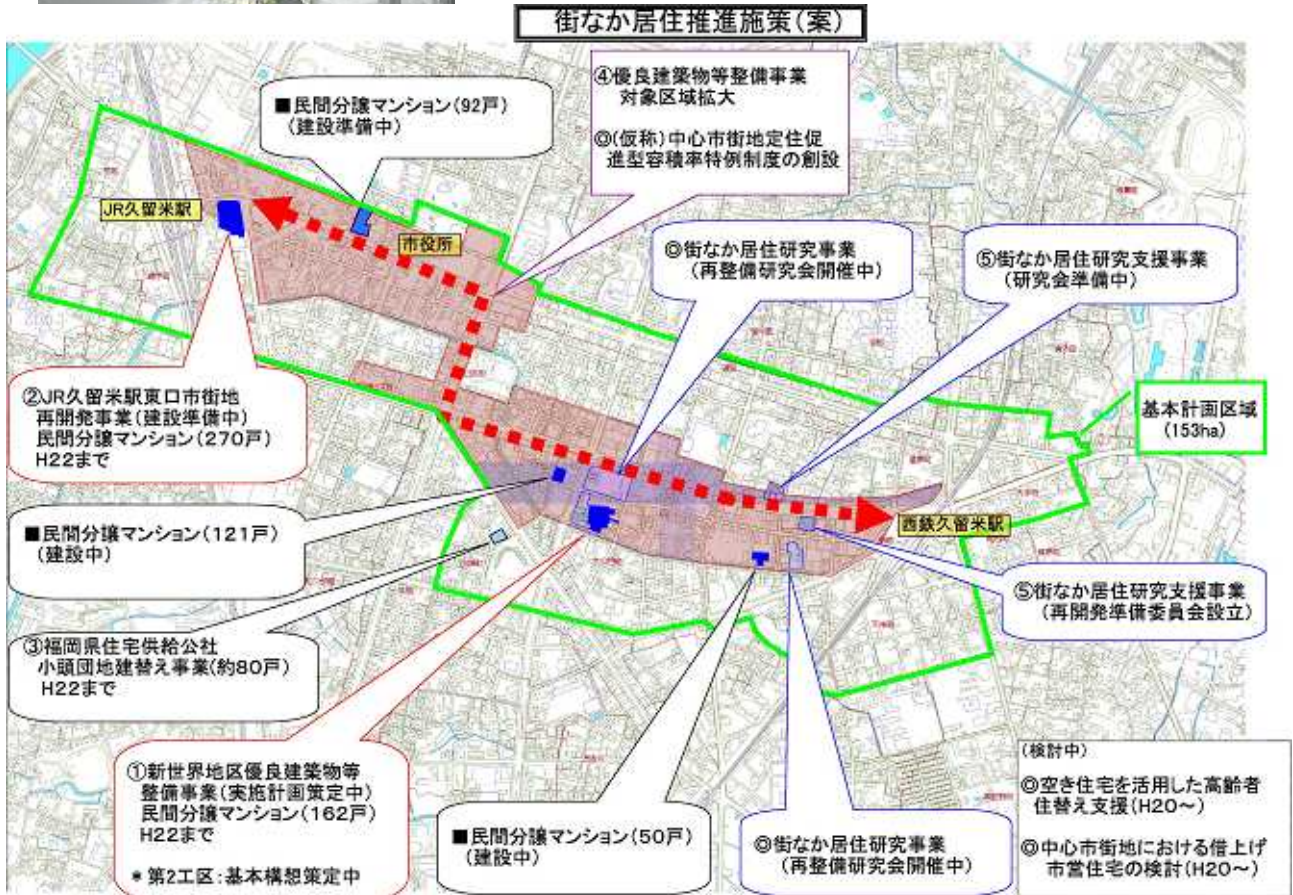 街なか居住推進施策(案)
■民間分譲マンション(92戸)
(建設準備中)
④優良建築物等整備事業
対象区域拡大
◎(仮称)中心市街地定住促
進型容積率特例制度の創設
JR久留米駅
市役所
◎街なか居住研究事業
(再整備研究会開催中)
⑤街なか居住研究支援事業
(研究会準備中)
②JR久留米駅東口市街地
再開発事業(建設準備中)
民間分譲マンション(270戸)
H22まで
基本計画区域
(153ha)
■民間分譲マンション(121戸)
(建設中)
西鉄久留米駅
⑤街なか居住研究支援事業
(再開発準備委員会設立)
③福岡県住宅供給公社
小頭団地建替え事業(約80戸)
H22まで
①新世界地区優良建築物等
整備事業(実施計画策定中)
民間分譲マンション(162戸)
H22まで
*第2工区:基本構想策定中
■民間分譲マンション(50戸)
(建設中)
◎街なか居住研究事業
(再整備研究会開催中)
(検討中)
◎空き住宅を活用した高齢者
住替え支援(H20~)
◎中心市街地における借上げ
市営住宅の検討(H20~)